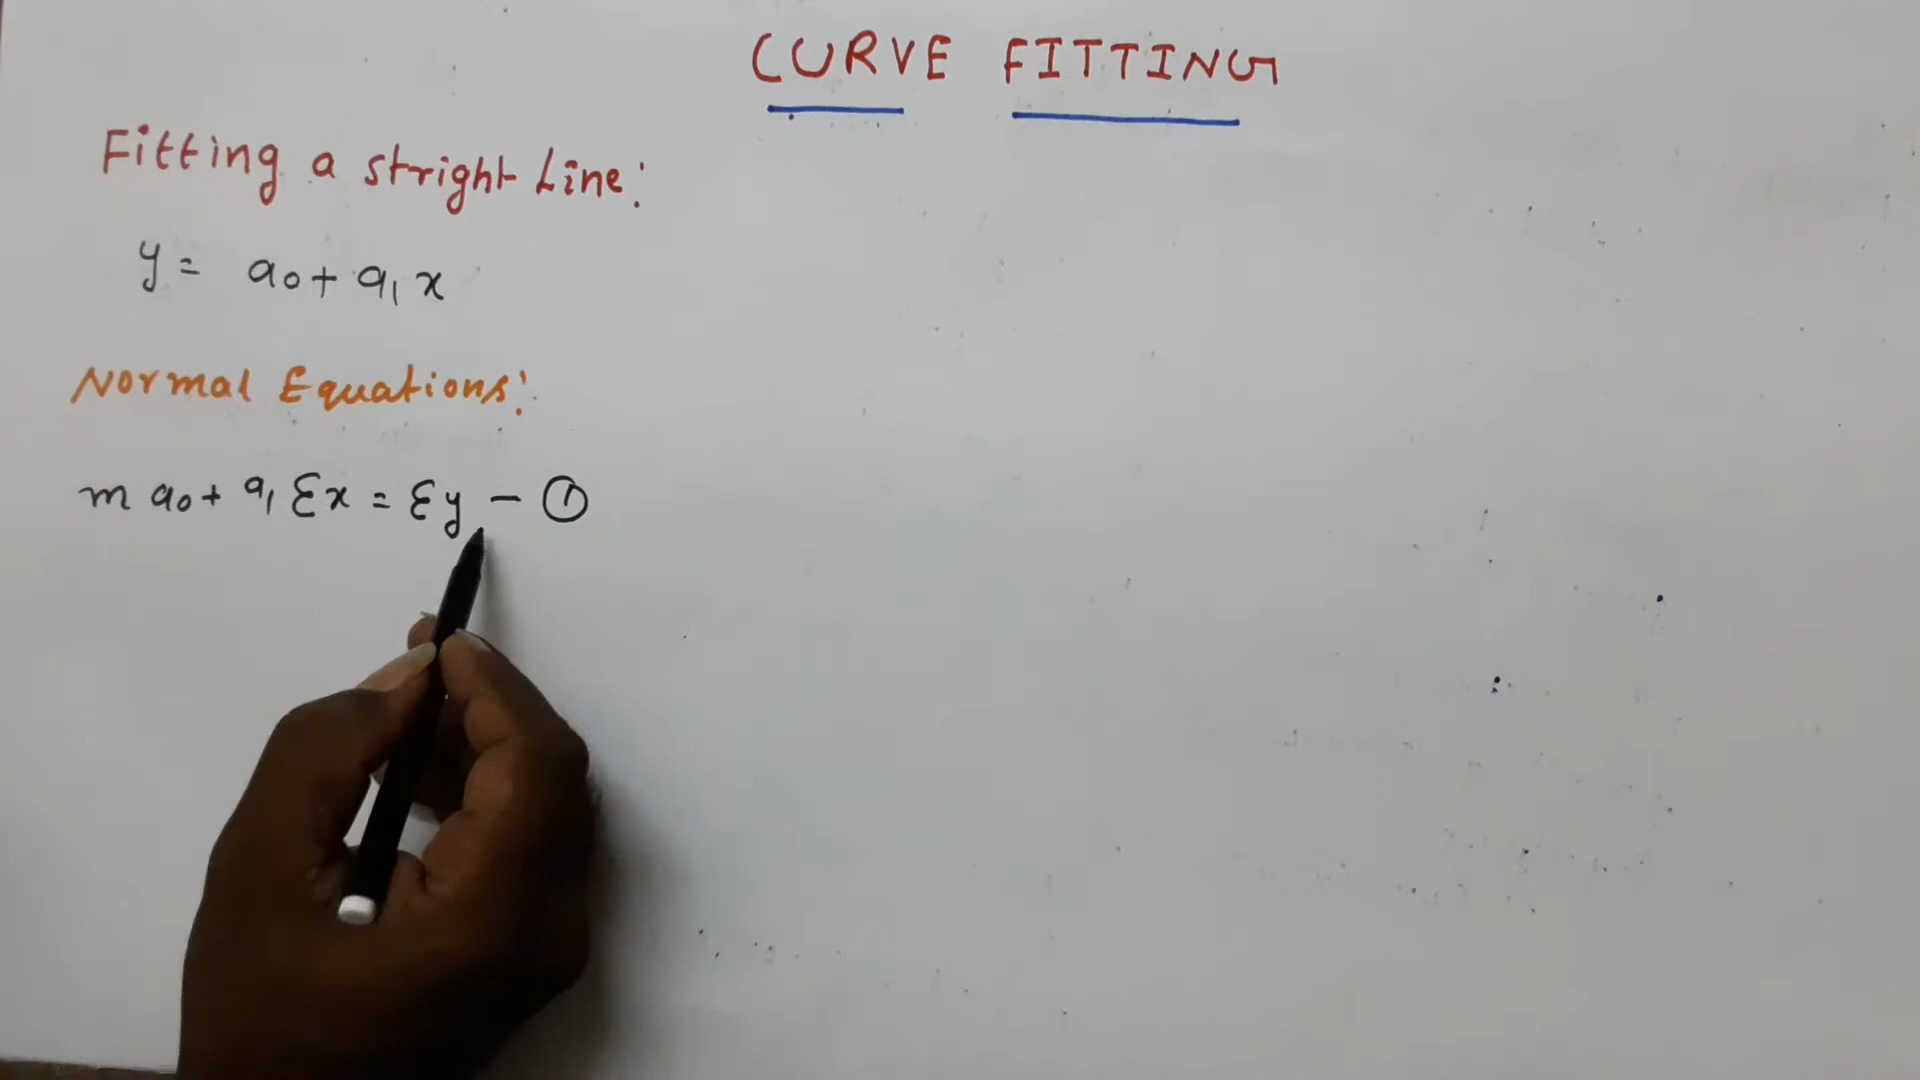 CURVE FITTING
Fitting a stright Line:
y = a₀ + a₁ x
Normal Equations:
m a₀ + a₁ Σx = Σy - ①